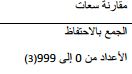 مقارنة سعات
الجمع بالاحتفاظ
الأعداد من 0 إلى 999(3)